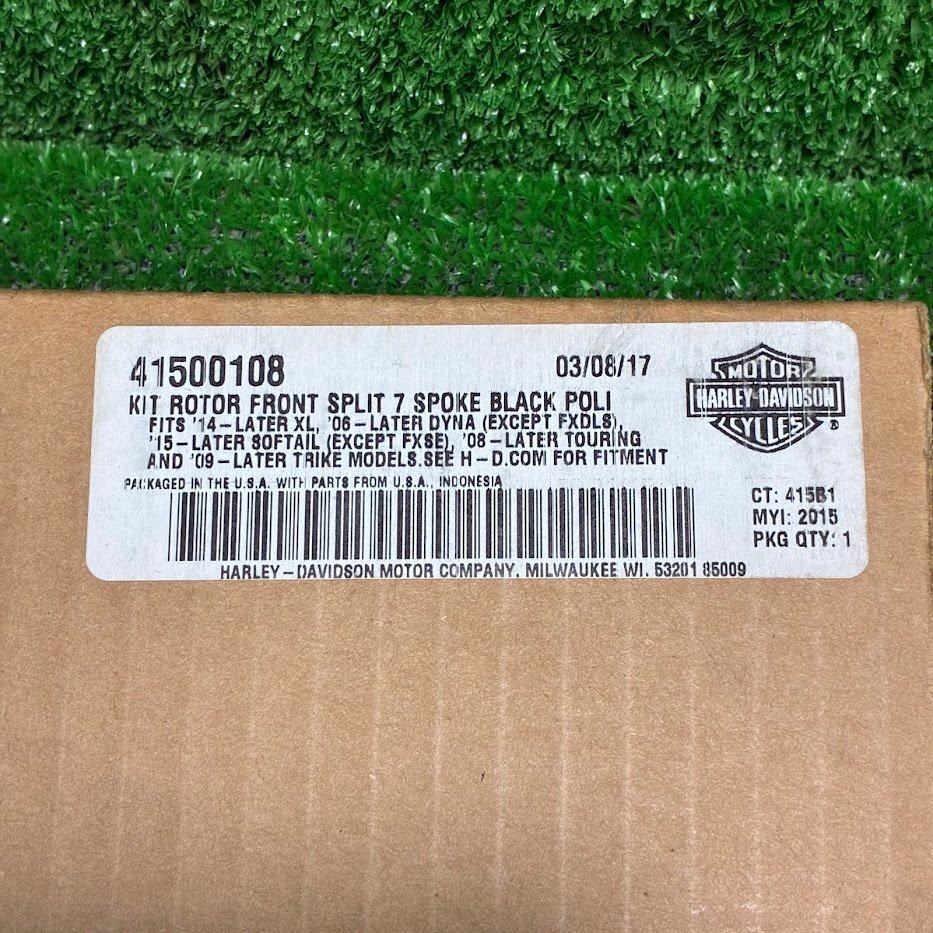 41500108 03/08/17
KIT ROTOR FRONT SPLIT 7 SPOKE BLACK POLI
FITS '14-LATER XL, '06-LATER DYNA (EXCEPT FXDLS),
'15-LATER SOFTAIL (EXCEPT FXSE), '08-LATER TOURING
AND '09-LATER TRIKE MODELS.SEE H-D.COM FOR FITMENT
PACKAGED IN THE U.S.A. WITH PARTS FROM U.S.A., INDONESIA
MOTOR
HARLEY-DAVIDSON
CYCLES ®
CT: 415B1
MYI: 2015
PKG QTY: 1
HARLEY-DAVIDSON MOTOR COMPANY, MILWAUKEE WI. 53201 85009